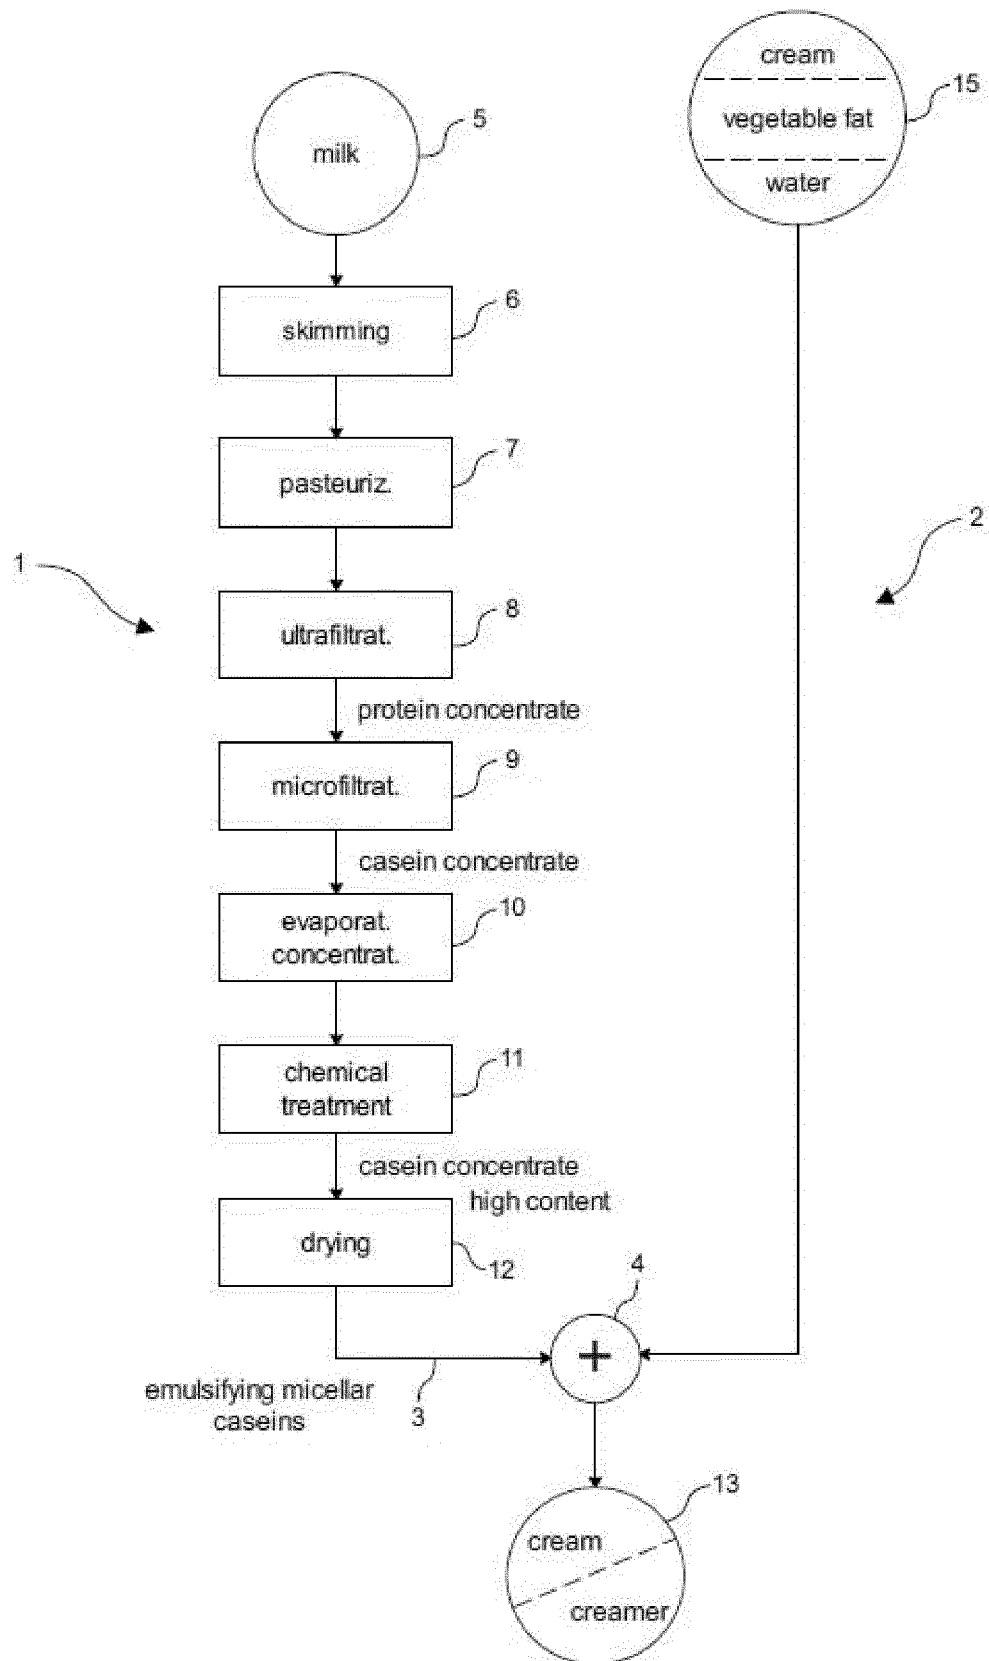 cream
15
vegetable fat
5
milk
water
6
skimming
7
pasteuriz.
2
1
8
ultrafiltrat.
protein concentrate
9
microfiltrat.
casein concentrate
10
evaporat.
concentrat.
11
chemical
treatment
casein concentrate
high content
drying
12
4
+
emulsifying micellar
caseins
3
13
cream
creamer